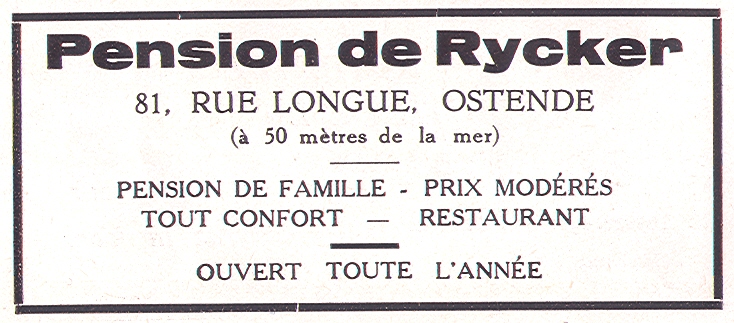 Pension de Rycker
81, RUE LONGUE, OSTENDE
(à 50 mètres de la mer)
PENSION DE FAMILLE - PRIX MODÉRÉS
TOUT CONFORT — RESTAURANT
OUVERT TOUTE L'ANNÉE